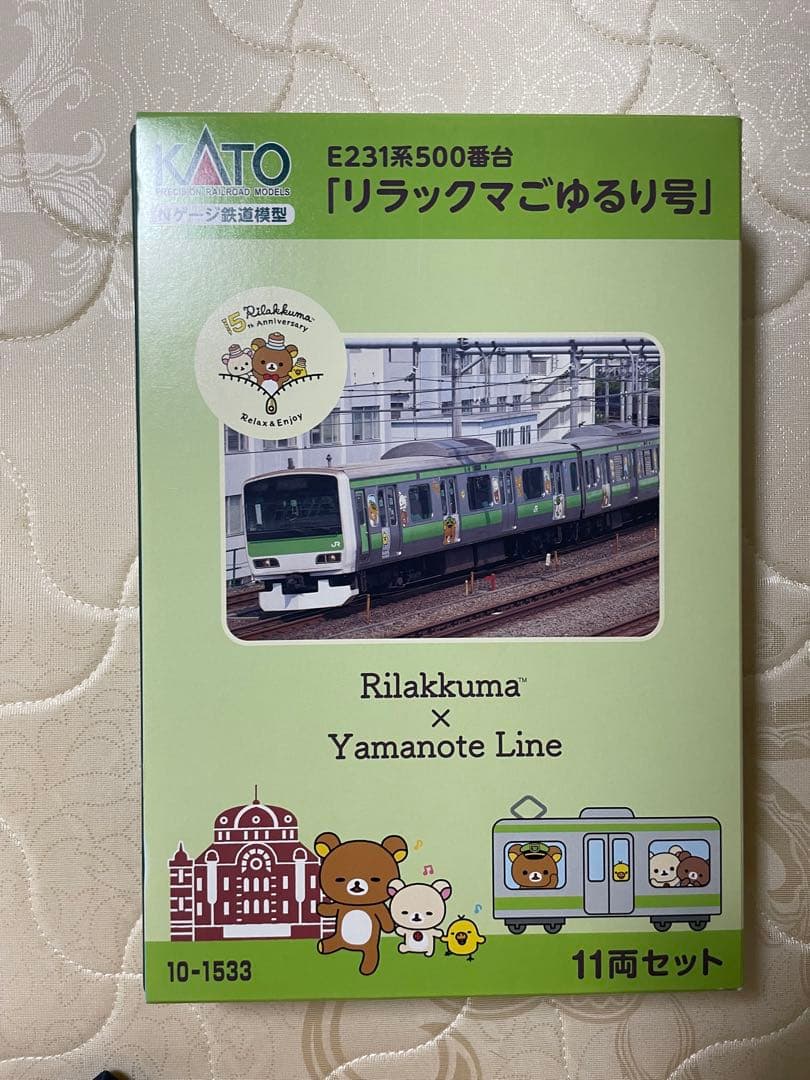 KATO
PRECISION RAILROAD MODELS
Nゲージ鉄道模型
E231系500番台
「リラックマごゆるり号」
15th Anniversary
Rilakkuma™
Relax & Enjoy
JR
Rilakkuma™
×
Yamanote Line
10-1533
11両セット